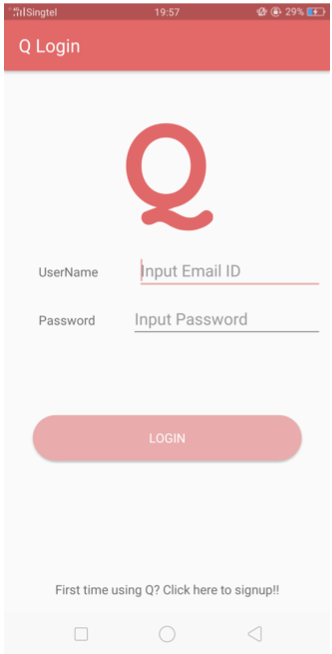 Singtel 19:57 29%
Q Login
Q
UserName Input Email ID
Password Input Password
LOGIN
First time using Q? Click here to signup!!